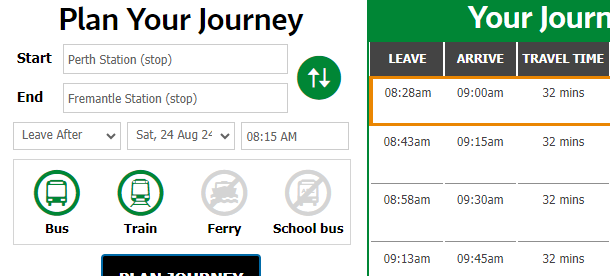 Plan Your Journey
Start
Perth Station (stop)
End
Fremantle Station (stop)
Leave After
Sat, 24 Aug 24
08:15 AM
Bus
Train
Ferry
School bus
PLAN JOURNEY
Your Journ
LEAVE ARRIVE TRAVEL TIME
08:28am 09:00am 32 mins
08:43am 09:15am 32 mins
08:58am 09:30am 32 mins
09:13am 09:45am 32 mins